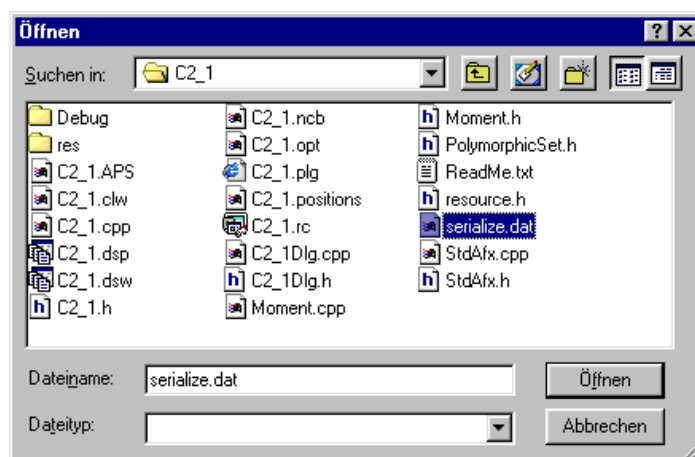 Öffnen
Suchen in: C2_1
Debug C2_1.ncb Moment.h
res C2_1.opt PolymorphicSet.h
C2_1.APS C2_1.plg ReadMe.txt
C2_1.clw C2_1.positions resource.h
C2_1.cpp C2_1.rc serialize.dat
C2_1.dsp C2_1Dlg.cpp StdAfx.cpp
C2_1.dsw C2_1Dlg.h StdAfx.h
C2_1.h Moment.cpp
Dateiname: serialize.dat Öffnen
Dateityp: Abbrechen